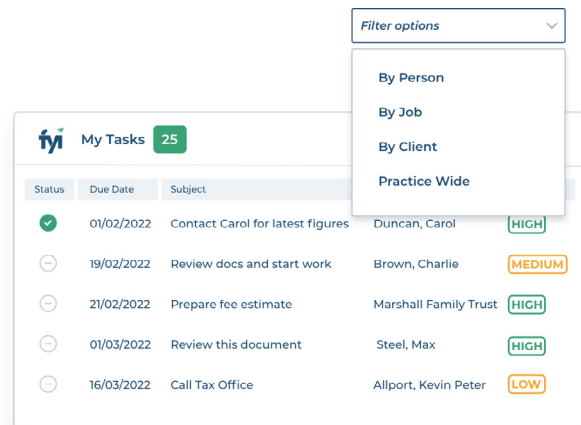 Filter options
By Person
By Job
By Client
Practice Wide
fyi My Tasks 25
Status Due Date Subject
01/02/2022 Contact Carol for latest figures Duncan, Carol HIGH
19/02/2022 Review docs and start work Brown, Charlie MEDIUM
21/02/2022 Prepare fee estimate Marshall Family Trust HIGH
01/03/2022 Review this document Steel, Max HIGH
16/03/2022 Call Tax Office Allport, Kevin Peter LOW